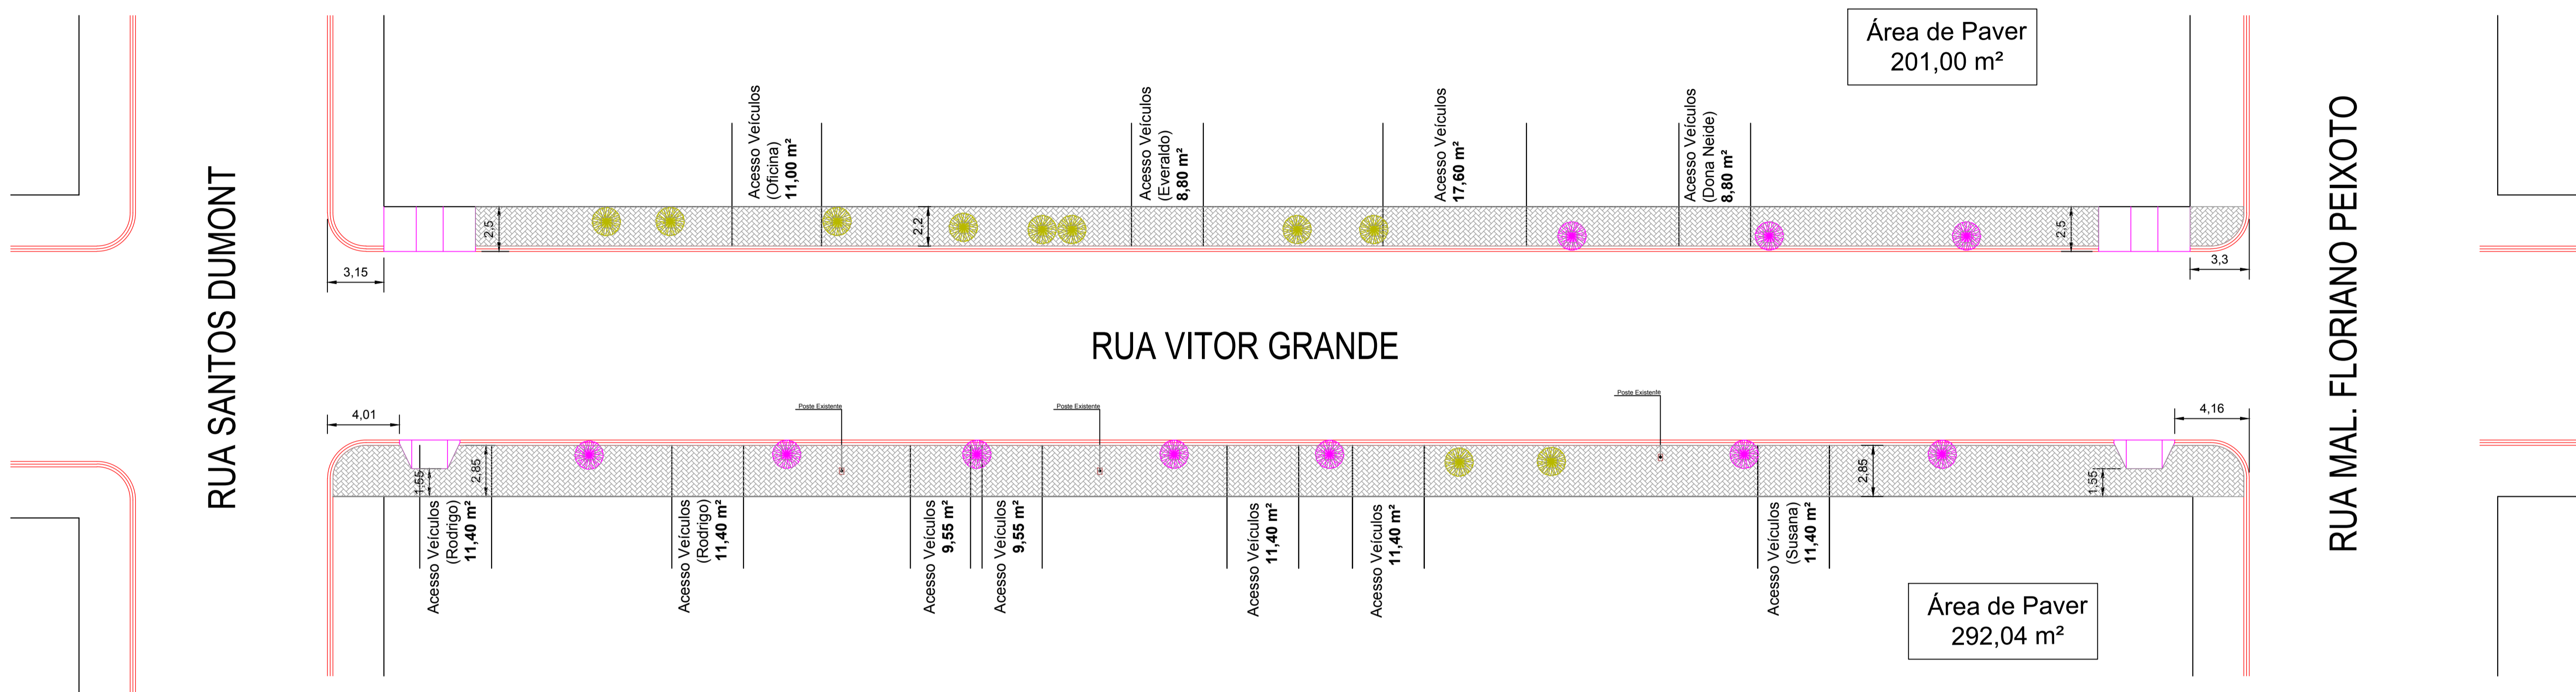 Área de Paver
201,00 m²
Acesso Veículos
(Oficina)
11,00 m²
Acesso Veículos
(Everaldo)
8,80 m²
Acesso Veículos
17,60 m²
Acesso Veículos
(Dona Neide)
8,80 m²
2,5
2,2
2,5
3,15
3,3
RUA SANTOS DUMONT
RUA VITOR GRANDE
RUA MAL. FLORIANO PEIXOTO
4,01
Poste Existente
Poste Existente
Poste Existente
4,16
1,55
2,85
2,85
1,55
Acesso Veículos
(Rodrigo)
11,40 m²
Acesso Veículos
(Rodrigo)
11,40 m²
Acesso Veículos
9,55 m²
Acesso Veículos
9,55 m²
Acesso Veículos
11,40 m²
Acesso Veículos
11,40 m²
Acesso Veículos
(Susana)
11,40 m²
Área de Paver
292,04 m²